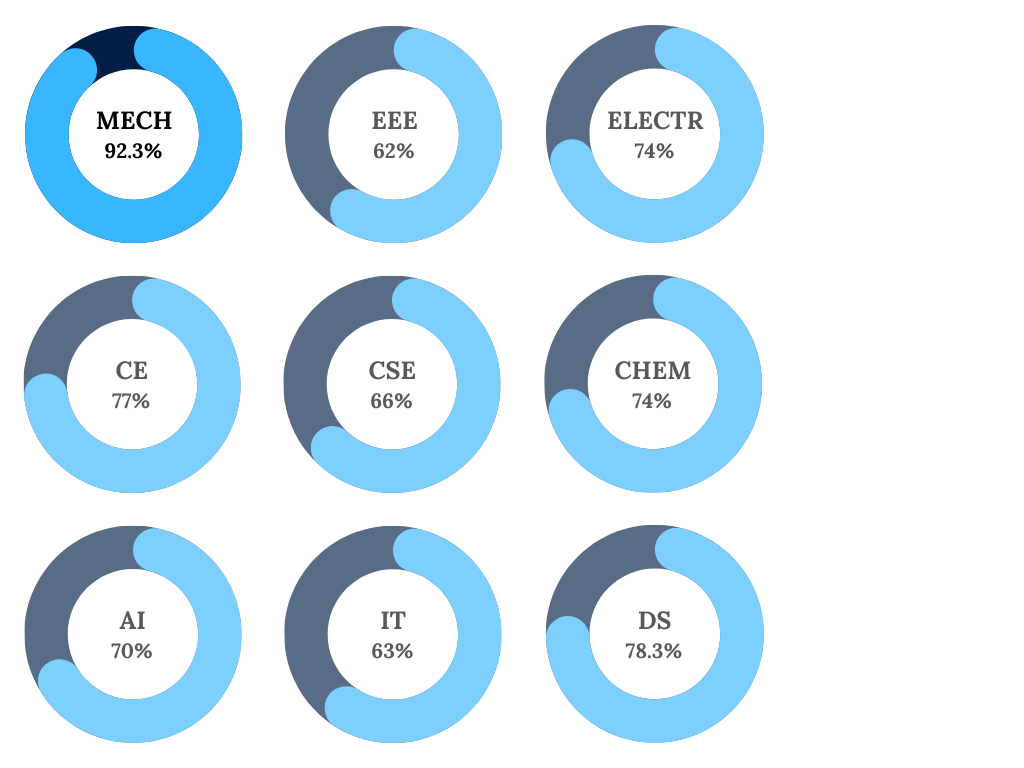 MECH
92.3%
EEE
62%
ELECTR
74%
CE
77%
CSE
66%
CHEM
74%
AI
70%
IT
63%
DS
78.3%